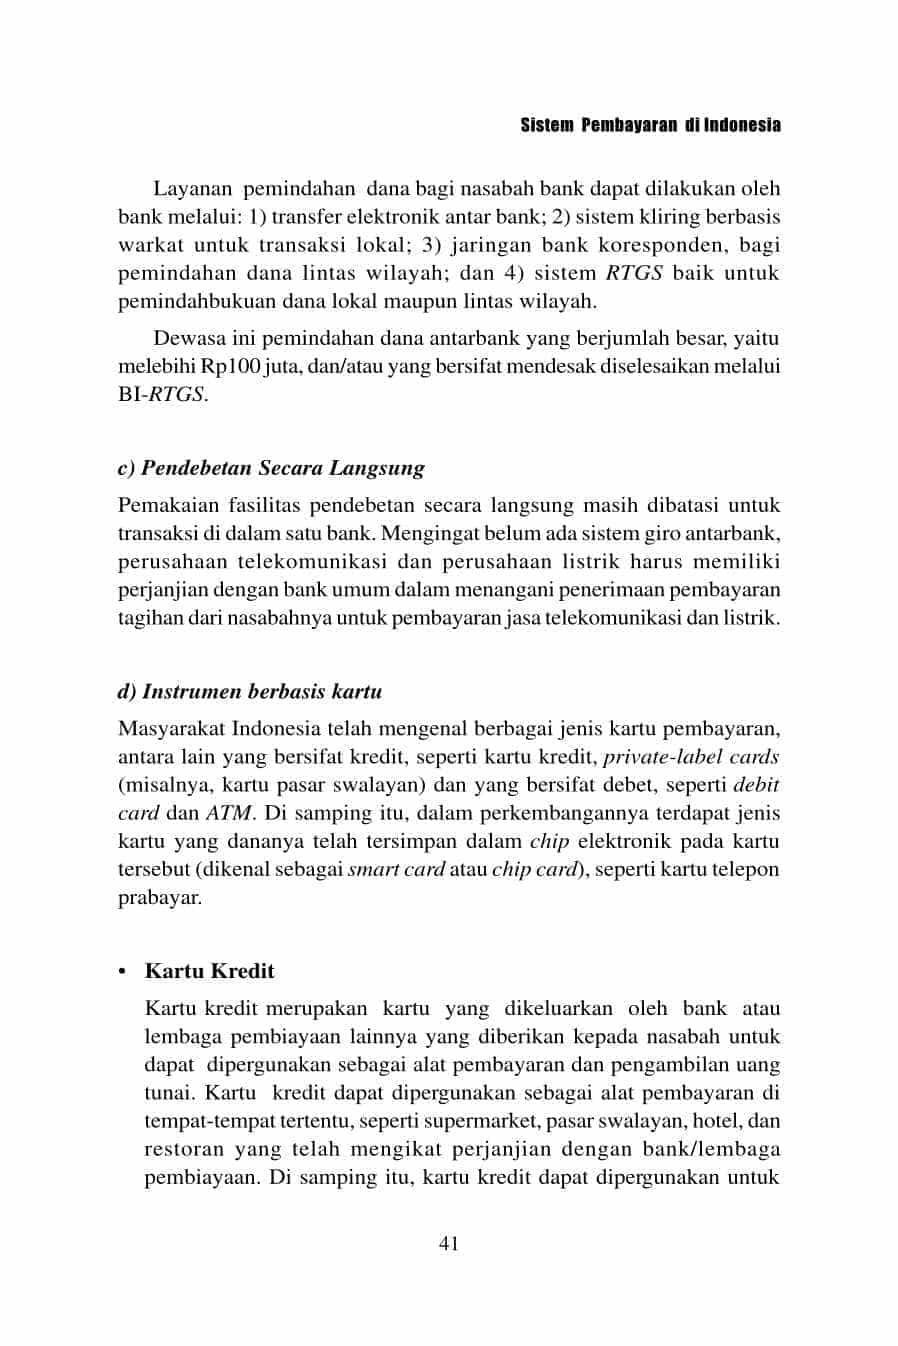 Sistem Pembayaran di Indonesia
Layanan pemindahan dana bagi nasabah bank dapat dilakukan oleh
bank melalui: 1) transfer elektronik antar bank; 2) sistem kliring berbasis
warkat untuk transaksi lokal; 3) jaringan bank koresponden, bagi
pemindahan dana lintas wilayah; dan 4) sistem RTGS baik untuk
pemindahbukuan dana lokal maupun lintas wilayah.
Dewasa ini pemindahan dana antarbank yang berjumlah besar, yaitu
melebihi Rp100 juta, dan/atau yang bersifat mendesak diselesaikan melalui
BI-RTGS.
c) Pendebetan Secara Langsung
Pemakaian fasilitas pendebetan secara langsung masih dibatasi untuk
transaksi di dalam satu bank. Mengingat belum ada sistem giro antarbank,
perusahaan telekomunikasi dan perusahaan listrik harus memiliki
perjanjian dengan bank umum dalam menangani penerimaan pembayaran
tagihan dari nasabahnya untuk pembayaran jasa telekomunikasi dan listrik.
d) Instrumen berbasis kartu
Masyarakat Indonesia telah mengenal berbagai jenis kartu pembayaran,
antara lain yang bersifat kredit, seperti kartu kredit, private-label cards
(misalnya, kartu pasar swalayan) dan yang bersifat debet, seperti debit
card dan ATM. Di samping itu, dalam perkembangannya terdapat jenis
kartu yang dananya telah tersimpan dalam chip elektronik pada kartu
tersebut (dikenal sebagai smart card atau chip card), seperti kartu telepon
prabayar.
• Kartu Kredit
Kartu kredit merupakan kartu yang dikeluarkan oleh bank atau
lembaga pembiayaan lainnya yang diberikan kepada nasabah untuk
dapat dipergunakan sebagai alat pembayaran dan pengambilan uang
tunai. Kartu kredit dapat dipergunakan sebagai alat pembayaran di
tempat-tempat tertentu, seperti supermarket, pasar swalayan, hotel, dan
restoran yang telah mengikat perjanjian dengan bank/lembaga
pembiayaan. Di samping itu, kartu kredit dapat dipergunakan untuk
41